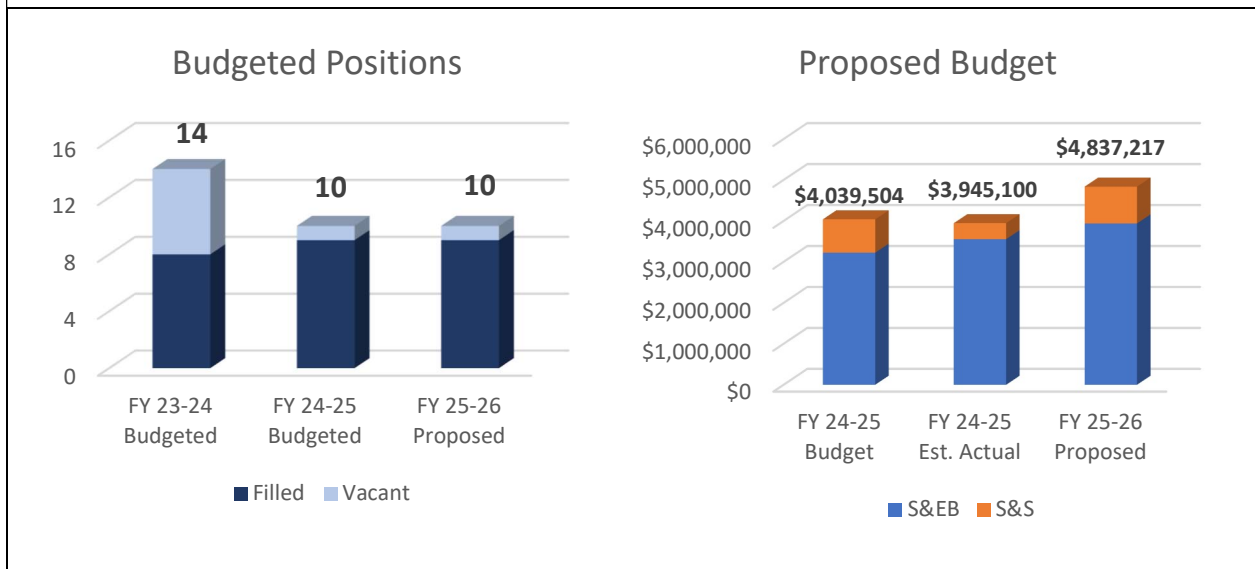 Budgeted Positions
16
12
8
4
0
14
10
10
FY 23-24
Budgeted
FY 24-25
Budgeted
FY 25-26
Proposed
Filled
Vacant
Proposed Budget
$6,000,000
$5,000,000
$4,000,000
$3,000,000
$2,000,000
$1,000,000
$0
$4,039,504
$3,945,100
$4,837,217
FY 24-25
Budget
FY 24-25
Est. Actual
FY 25-26
Proposed
S&EB
S&S